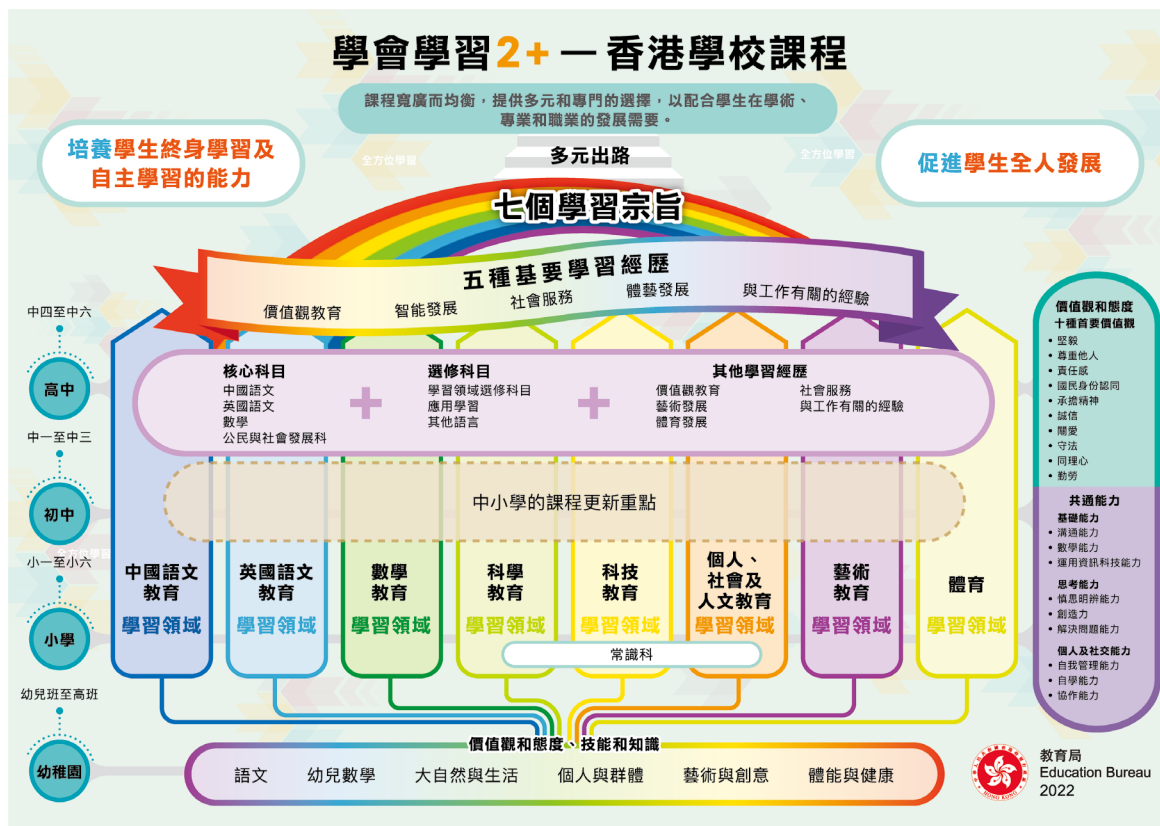 學會學習2+ — 香港學校課程
課程寬廣而均衡，提供多元和專門的選擇，以配合學生在學術、
專業和職業的發展需要。
培養學生終身學習及
自主學習的能力
促進學生全人發展
全方位學習
全方位學習
多元出路
七個學習宗旨
五種基要學習經歷
價值觀教育
智能發展
社會服務
體藝發展
與工作有關的經驗
中四至中六
高中
中一至中三
初中
全方位學習
小一至小六
小學
幼兒班至高班
幼稚園
核心科目
中國語文
英國語文
數學
公民與社會發展科
+
選修科目
學習領域選修科目
應用學習
其他語言
+
其他學習經歷
價值觀教育
藝術發展
體育發展
社會服務
與工作有關的經驗
中小學的課程更新重點
中國語文
教育
學習領域
英國語文
教育
學習領域
數學
教育
學習領域
科學
教育
學習領域
科技
教育
學習領域
個人、
社會及
人文教育
學習領域
藝術
教育
學習領域
體育
學習領域
常識科
價值觀和態度、技能和知識
語文
幼兒數學
大自然與生活
個人與群體
藝術與創意
體能與健康
價值觀和態度
十種首要價值觀
• 堅毅
• 尊重他人
• 責任感
• 國民身份認同
• 承擔精神
• 誠信
• 關愛
• 守法
• 同理心
• 勤勞
共通能力
基礎能力
• 溝通能力
• 數學能力
• 運用資訊科技能力
思考能力
• 慎思明辨能力
• 創造力
• 解決問題能力
個人及社交能力
• 自我管理能力
• 自學能力
• 協作能力
HONG KONG
教育局
Education Bureau
2022